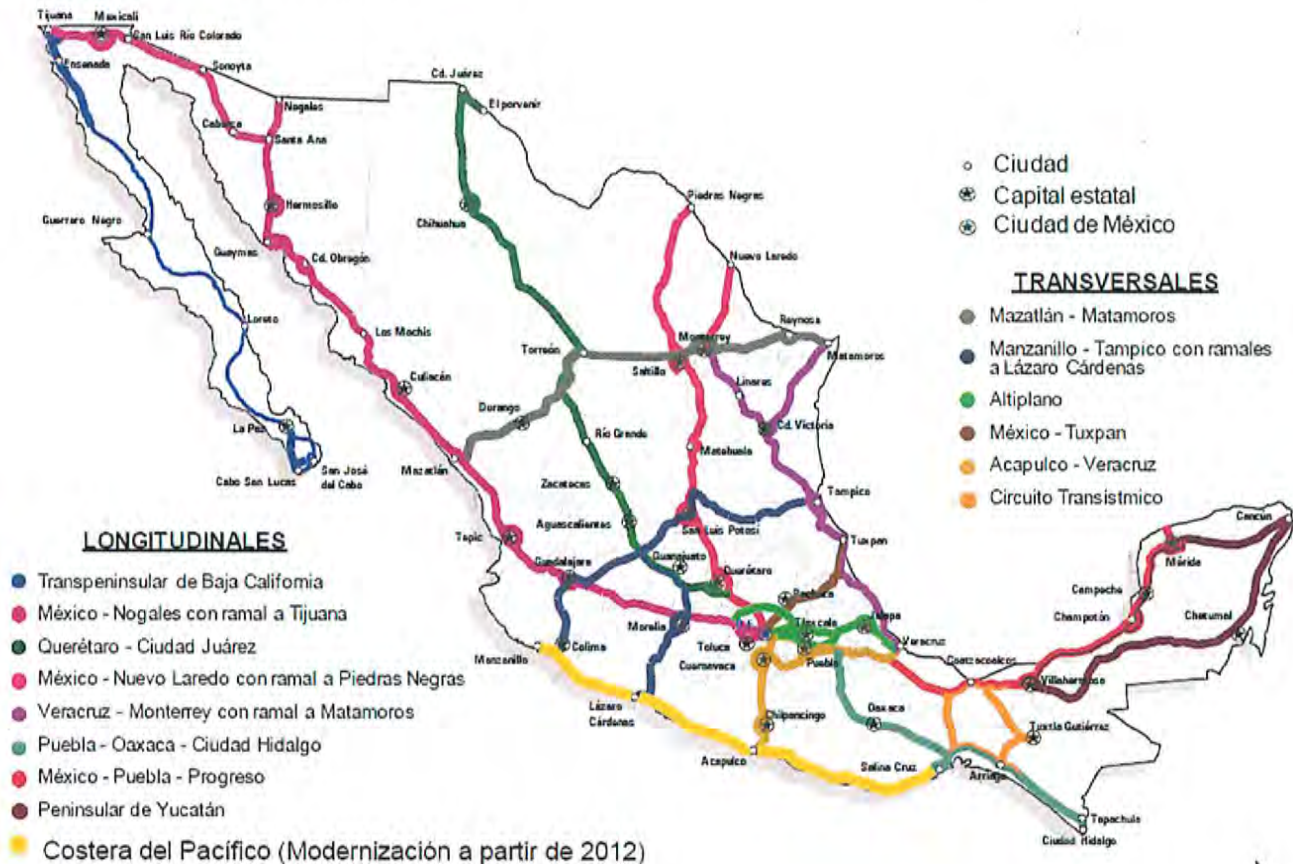 Tijuana
Mexicali
San Luis Río Colorado
Ensenada
Sonoyta
Nogales
Caborca
Santa Ana
Cd. Juárez
El porvenir
Hermosillo
Chihuahua
Piedras Negras
Guerrero Negro
Guaymas
Cd. Obregón
Nuevo Laredo
Loreto
Los Mochis
Torreón
Monterrey
Reynosa
Matamoros
Saltillo
Culiacán
Linares
Durango
La Paz
Río Grande
Cd. Victoria
Matehuala
Cabo San Lucas
San José
del Cabo
Mazatlán
Zacatecas
Tampico
Aguascalientes
San Luis Potosí
Tepic
Guadalajara
Guanajuato
Tuxpan
Querétaro
Pachuca
Cancún
Mérida
Campeche
Champotón
Chetumal
Morelia
Tlaxcala
Jalapa
Toluca
Veracruz
Manzanillo
Colima
Cuernavaca
Puebla
Coatzacoalcos
Villahermosa
Lázaro
Cárdenas
Chilpancingo
Oaxaca
Tuxtla Gutiérrez
Acapulco
Salina Cruz
Arriaga
Tapachula
Ciudad Hidalgo
Ciudad
Capital estatal
Ciudad de México
TRANSVERSALES
Mazatlán - Matamoros
Manzanillo - Tampico con ramales
a Lázaro Cárdenas
Altiplano
México - Tuxpan
Acapulco - Veracruz
Circuito Transístmico
LONGITUDINALES
Transpeninsular de Baja California
México - Nogales con ramal a Tijuana
Querétaro - Ciudad Juárez
México - Nuevo Laredo con ramal a Piedras Negras
Veracruz - Monterrey con ramal a Matamoros
Puebla - Oaxaca - Ciudad Hidalgo
México - Puebla - Progreso
Peninsular de Yucatán
Costera del Pacífico (Modernización a partir de 2012)